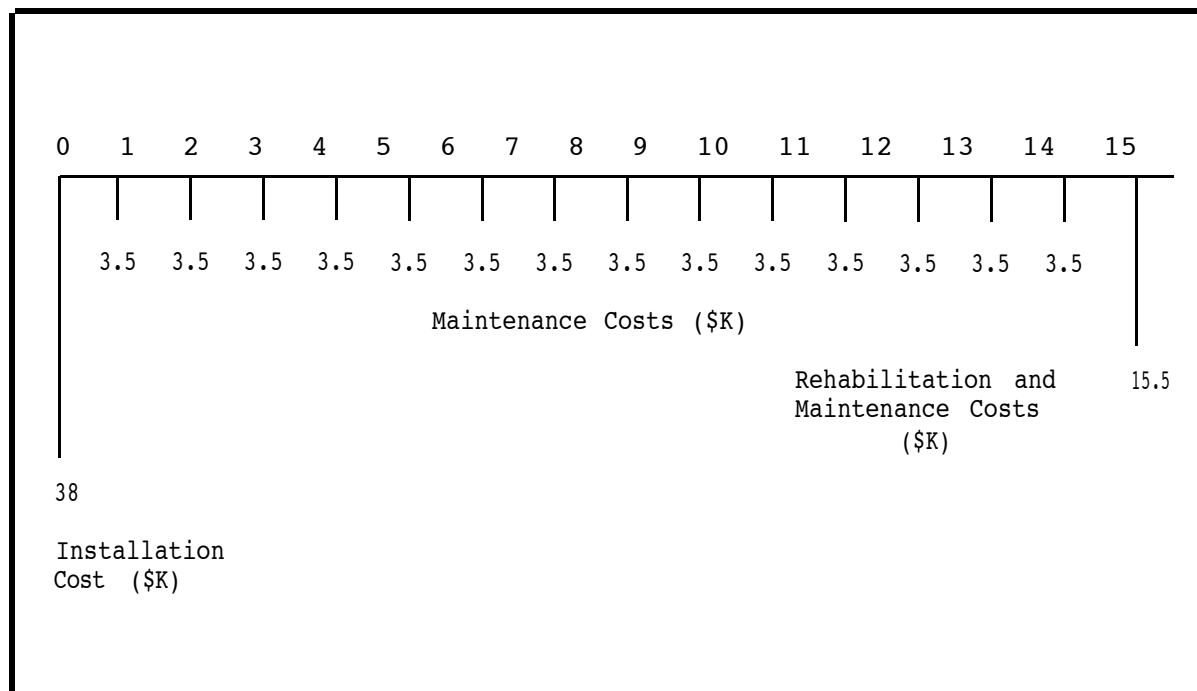 0 1 2 3 4 5 6 7 8 9 10 11 12 13 14 15
3.5 3.5 3.5 3.5 3.5 3.5 3.5 3.5 3.5 3.5 3.5 3.5 3.5 3.5
Maintenance Costs ($K)
Rehabilitation and 15.5
Maintenance Costs
($K)
38
Installation
Cost ($K)